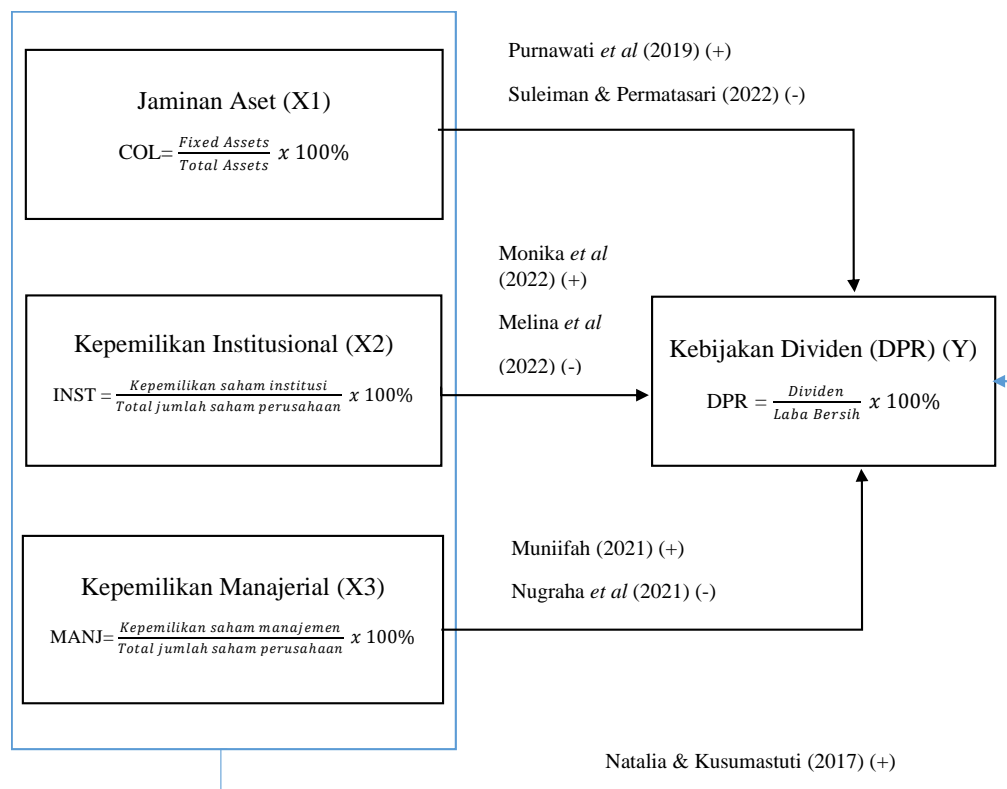 Purnawati et al (2019) (+)
Suleiman & Permatasari (2022) (-)
Jaminan Aset (X1)
COL= Fixed Assets / Total Assets x 100%
Monika et al
(2022) (+)
Melina et al
(2022) (-)
Kepemilikan Institusional (X2)
INST = Kepemilikan saham institusi / Total jumlah saham perusahaan x 100%
Kebijakan Dividen (DPR) (Y)
DPR = Dividen / Laba Bersih x 100%
Muniifah (2021) (+)
Nugraha et al (2021) (-)
Kepemilikan Manajerial (X3)
MANJ= Kepemilikan saham manajemen / Total jumlah saham perusahaan x 100%
Natalia & Kusumastuti (2017) (+)